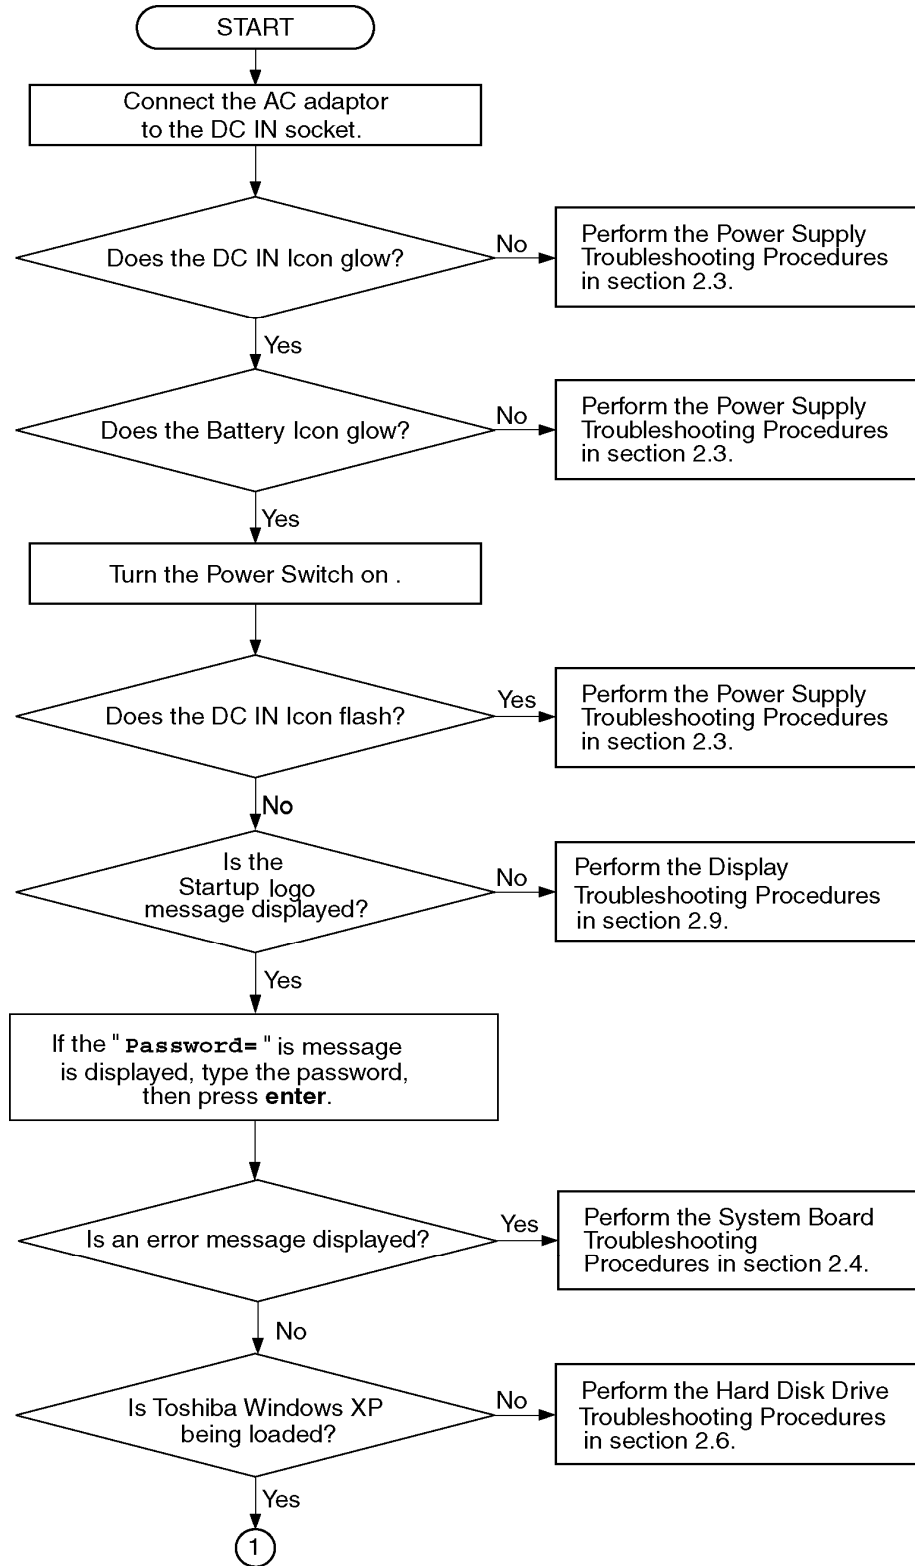 START
Connect the AC adaptor
to the DC IN socket.
Does the DC IN Icon glow?
No
Perform the Power Supply
Troubleshooting Procedures
in section 2.3.
Yes
Does the Battery Icon glow?
No
Perform the Power Supply
Troubleshooting Procedures
in section 2.3.
Yes
Turn the Power Switch on .
Does the DC IN Icon flash?
Yes
Perform the Power Supply
Troubleshooting Procedures
in section 2.3.
No
Is the
Startup logo
message displayed?
No
Perform the Display
Troubleshooting Procedures
in section 2.9.
Yes
If the " Password= " is message
is displayed, type the password,
then press enter.
Is an error message displayed?
Yes
Perform the System Board
Troubleshooting
Procedures in section 2.4.
No
Is Toshiba Windows XP
being loaded?
No
Perform the Hard Disk Drive
Troubleshooting Procedures
in section 2.6.
Yes
1